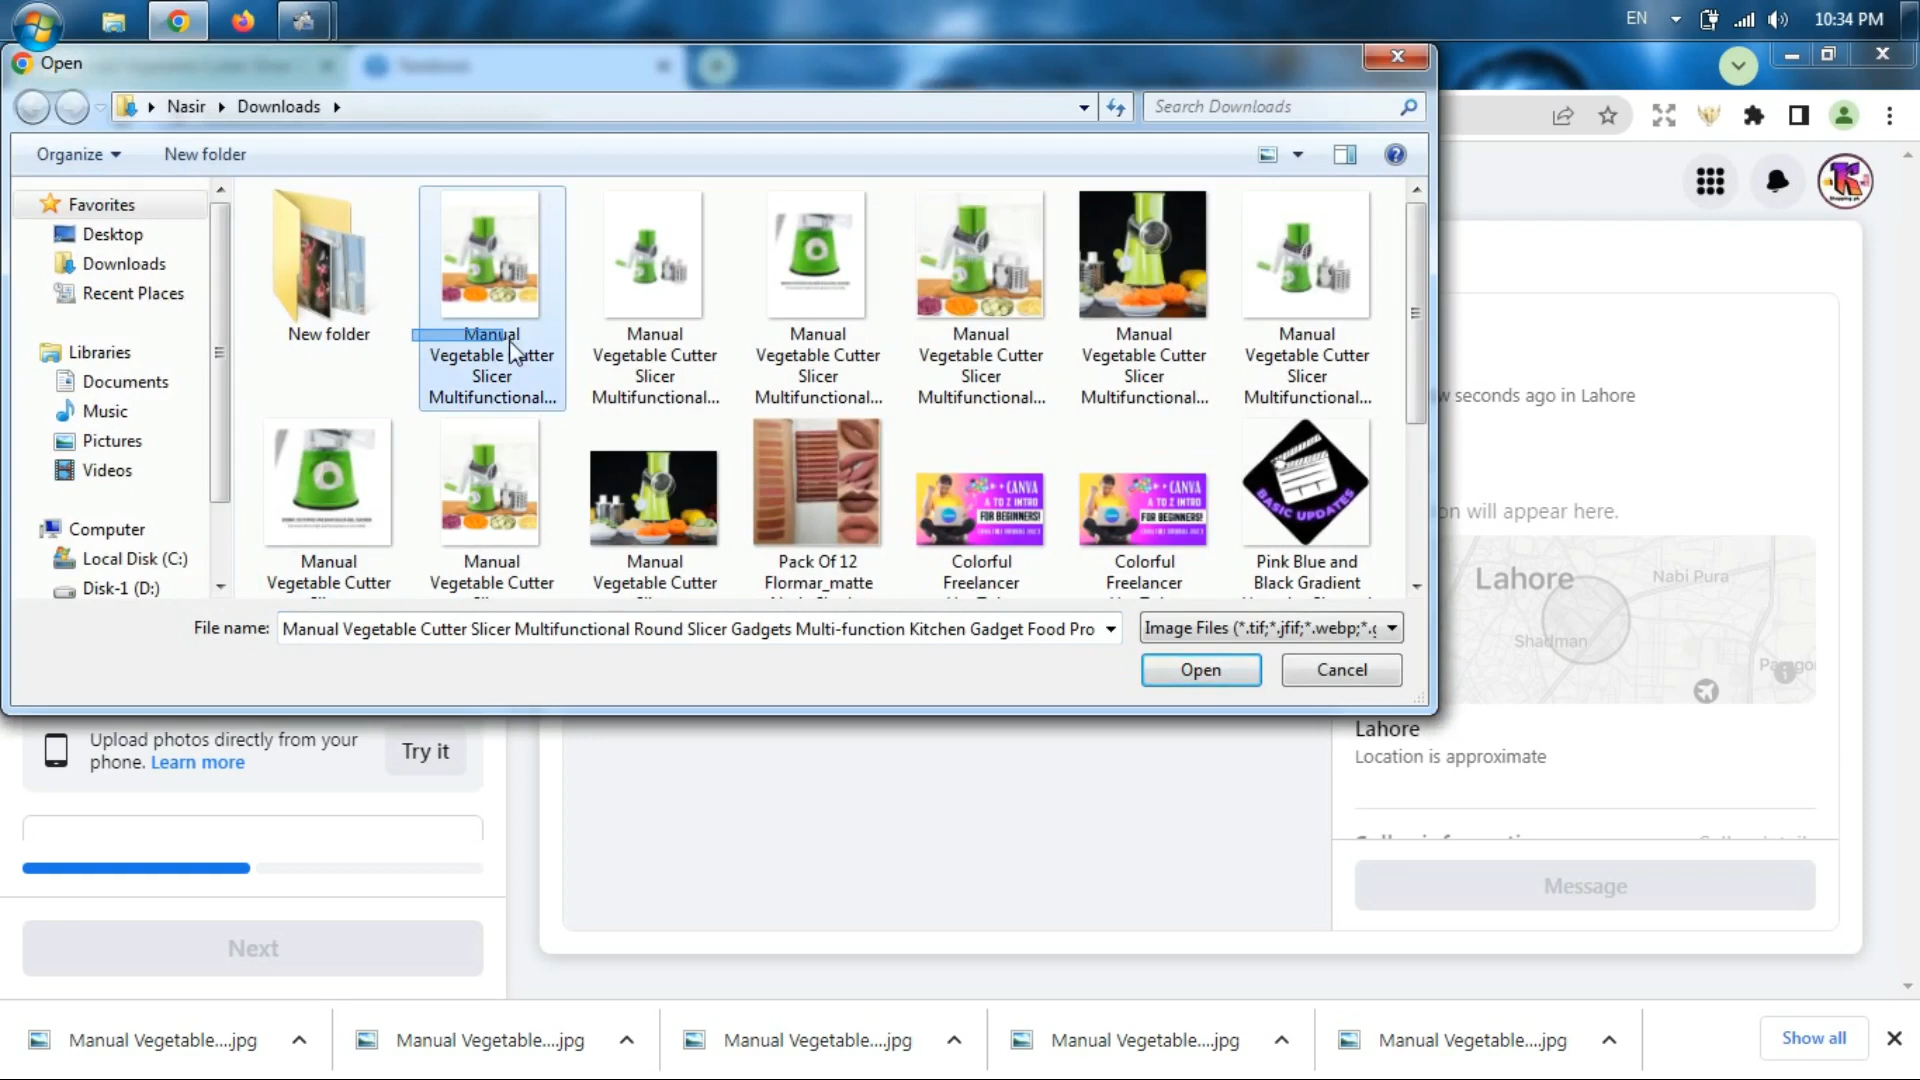 EN
10:34 PM
Open
Nasir
Downloads
Search Downloads
Organize
New folder
Favorites
Desktop
Downloads
Recent Places
Libraries
Documents
Music
Pictures
Videos
Computer
Local Disk (C:)
Disk-1 (D:)
New folder
Manual
Vegetable Cutter
Slicer
Multifunctional...
Manual
Vegetable Cutter
Slicer
Multifunctional...
Manual
Vegetable Cutter
Slicer
Multifunctional...
Manual
Vegetable Cutter
Slicer
Multifunctional...
Manual
Vegetable Cutter
Slicer
Multifunctional...
Manual
Vegetable Cutter
Slicer
Multifunctional...
Manual
Vegetable Cutter
Manual
Vegetable Cutter
Manual
Vegetable Cutter
Pack Of 12
Flormar_matte
CANVA
A TO Z INTRO
FOR BEGINNERS!
Colorful
Freelancer
CANVA
A TO Z INTRO
FOR BEGINNERS!
Colorful
Freelancer
BASIC UPDATES
Pink Blue and
Black Gradient
File name:
Manual Vegetable Cutter Slicer Multifunctional Round Slicer Gadgets Multi-function Kitchen Gadget Food Pro
Image Files (*.tif;*.jfif;*.webp;*.g
Open
Cancel
w seconds ago in Lahore
on will appear here.
Lahore
Nabi Pura
Shadman
Lahore
Location is approximate
Message
Upload photos directly from your
phone. Learn more
Try it
Next
Manual Vegetable....jpg
Manual Vegetable....jpg
Manual Vegetable....jpg
Manual Vegetable....jpg
Manual Vegetable....jpg
Show all